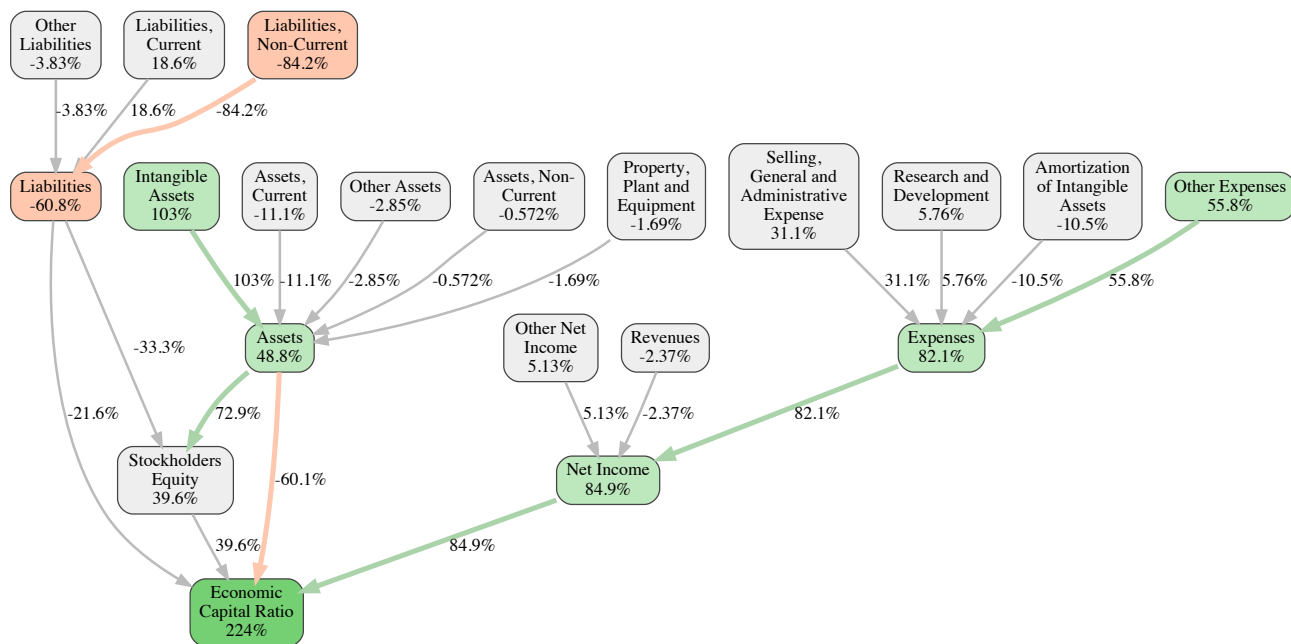 Other
Liabilities
-3.83%
Liabilities,
Current
18.6%
Liabilities,
Non-Current
-84.2%
-3.83%
18.6%
-84.2%
Liabilities
-60.8%
Intangible
Assets
103%
Assets,
Current
-11.1%
Other Assets
-2.85%
Assets, Non-
Current
-0.572%
Property,
Plant and
Equipment
-1.69%
Selling,
General and
Administrative
Expense
31.1%
Research and
Development
5.76%
Amortization
of Intangible
Assets
-10.5%
Other Expenses
55.8%
103%
-11.1%
-2.85%
-0.572%
-1.69%
31.1%
5.76%
-10.5%
55.8%
Assets
48.8%
Other Net
Income
5.13%
Revenues
-2.37%
Expenses
82.1%
-33.3%
-21.6%
72.9%
5.13%
-2.37%
82.1%
Stockholders
Equity
39.6%
-60.1%
Net Income
84.9%
39.6%
84.9%
Economic
Capital Ratio
224%